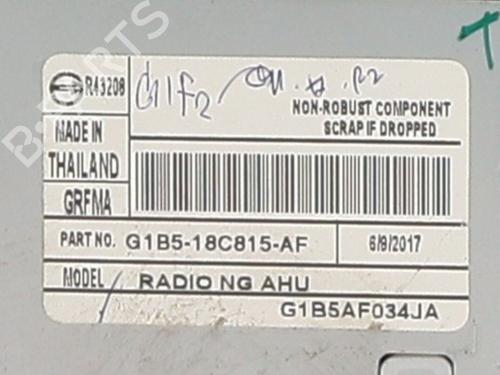 R43208
NON-ROBUST COMPONENT
SCRAP IF DROPPED
MADE IN
THAILAND
GRFMA
PART NO. G1B5-18C815-AF 6/9/2017
MODEL RADIO NG AHU
G1B5AF034JA